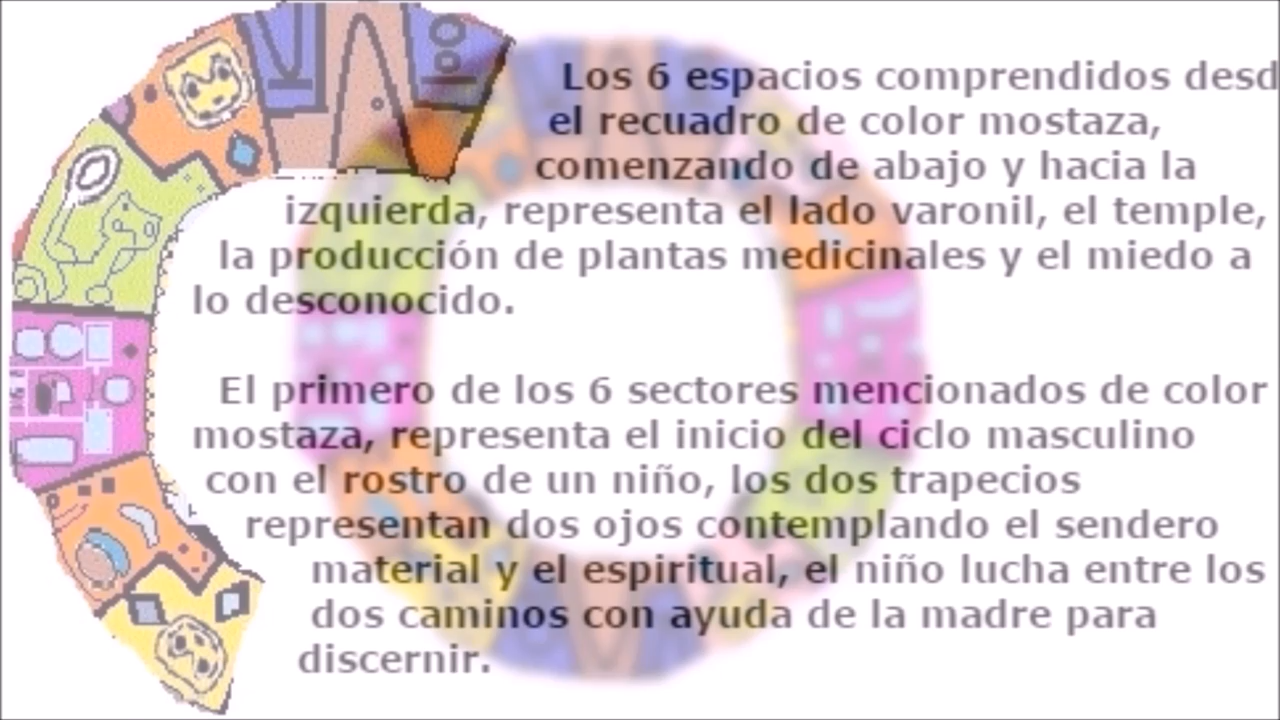 Los 6 espacios comprendidos desd
el recuadro de color mostaza,
comenzando de abajo y hacia la
izquierda, representa el lado varonil, el temple,
la producción de plantas medicinales y el miedo a
lo desconocido.
El primero de los 6 sectores mencionados de color
mostaza, representa el inicio del ciclo masculino
con el rostro de un niño, los dos trapecios
representan dos ojos contemplando el sendero
material y el espiritual, el niño lucha entre los
dos caminos con ayuda de la madre para
discernir.